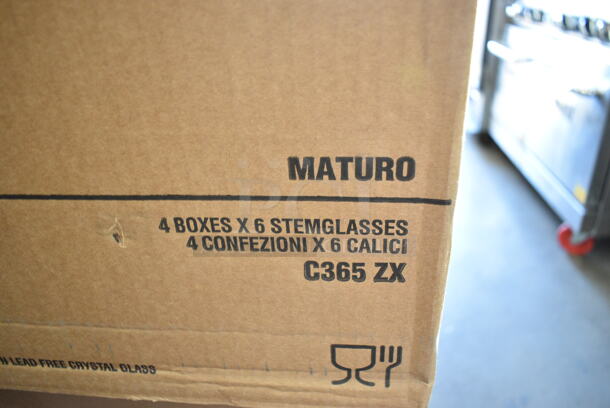 MATURO
4 BOXES X 6 STEMGLASSES
4 CONFEZIONI X 6 CALICI
C365 ZX
LEAD FREE CRYSTAL GLASS